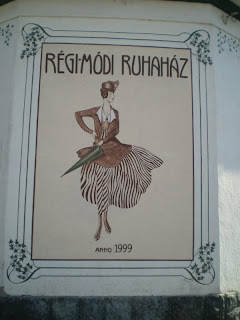 RÉGI-MÓDI RUHAHÁZ
ANNO 1999